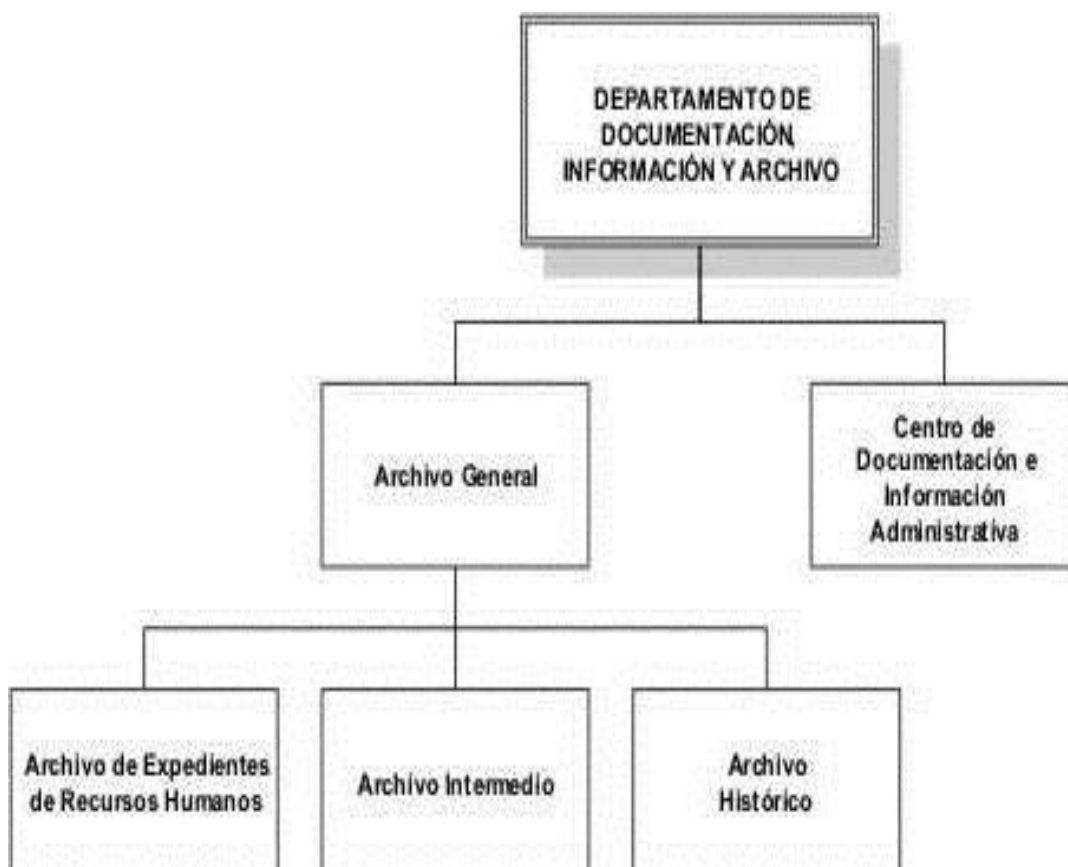 DEPARTAMENTO DE
DOCUMENTACIÓN,
INFORMACIÓN Y ARCHIVO
Archivo General
Centro de
Documentación e
Información
Administrativa
Archivo de Expedientes
de Recursos Humanos
Archivo Intermedio
Archivo
Histórico